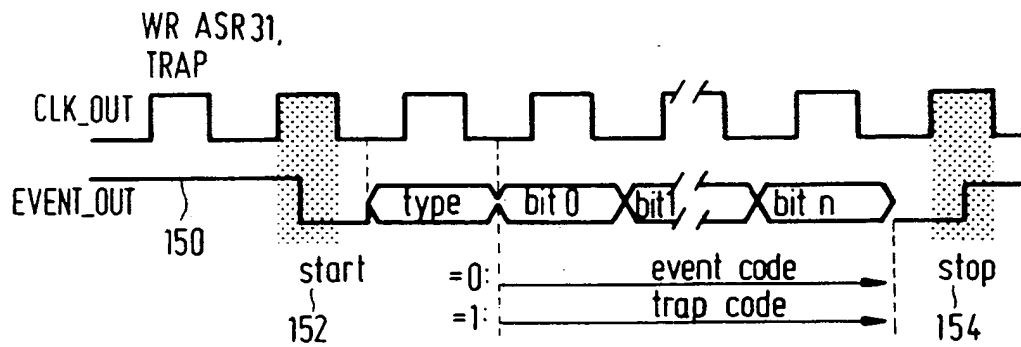 WR ASR31,
TRAP
CLK_OUT
EVENT_OUT
type
bit 0
bit1
bit n
150
start
=0:
event code
stop
152
=1:
trap code
154